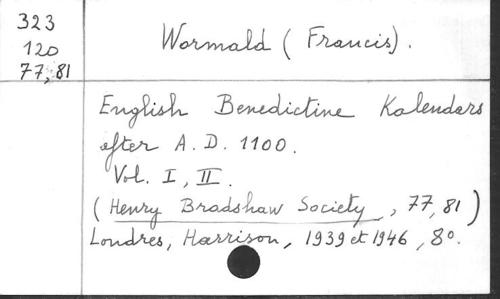 323
120
77, 81
Wormald (Francis).
English Benedictine Kalendars
after A. D. 1100.
Vol. I, II.
(Henry Bradshaw Society, 77, 81)
Londres, Harrison, 1939 et 1946, 8º.